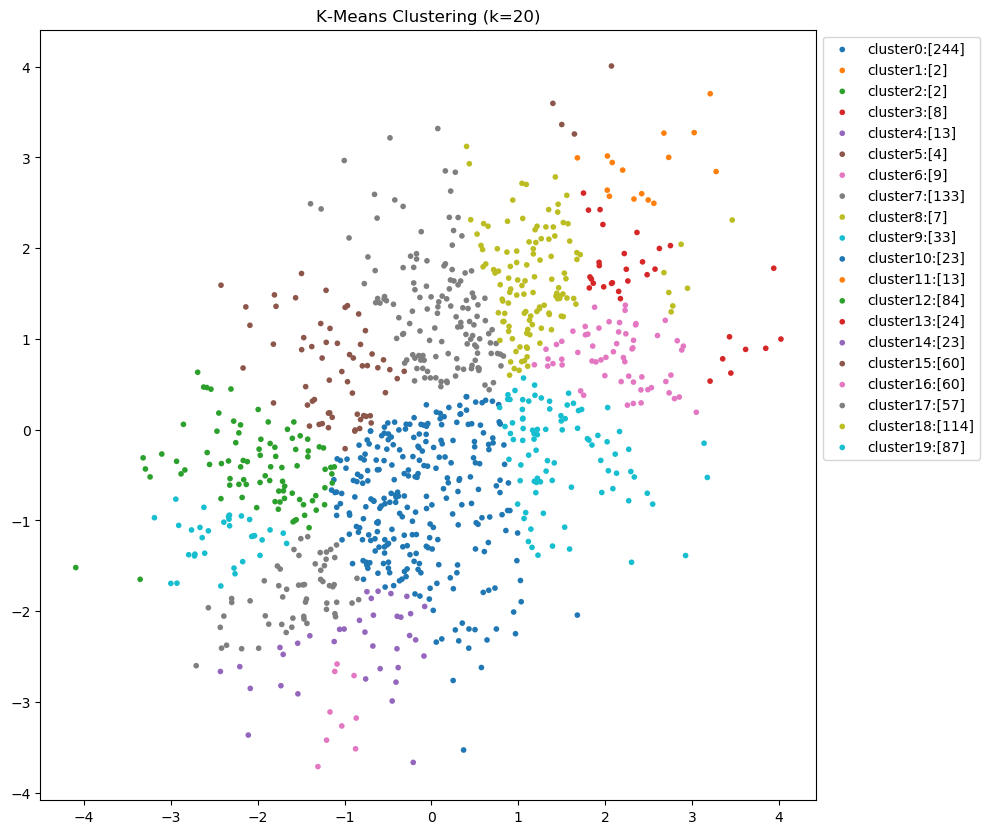 K-Means Clustering (k=20)
4
3
2
1
0
−1
−2
−3
−4
−4 −3 −2 −1 0 1 2 3 4
cluster0:[244]
cluster1:[2]
cluster2:[2]
cluster3:[8]
cluster4:[13]
cluster5:[4]
cluster6:[9]
cluster7:[133]
cluster8:[7]
cluster9:[33]
cluster10:[23]
cluster11:[13]
cluster12:[84]
cluster13:[24]
cluster14:[23]
cluster15:[60]
cluster16:[60]
cluster17:[57]
cluster18:[114]
cluster19:[87]